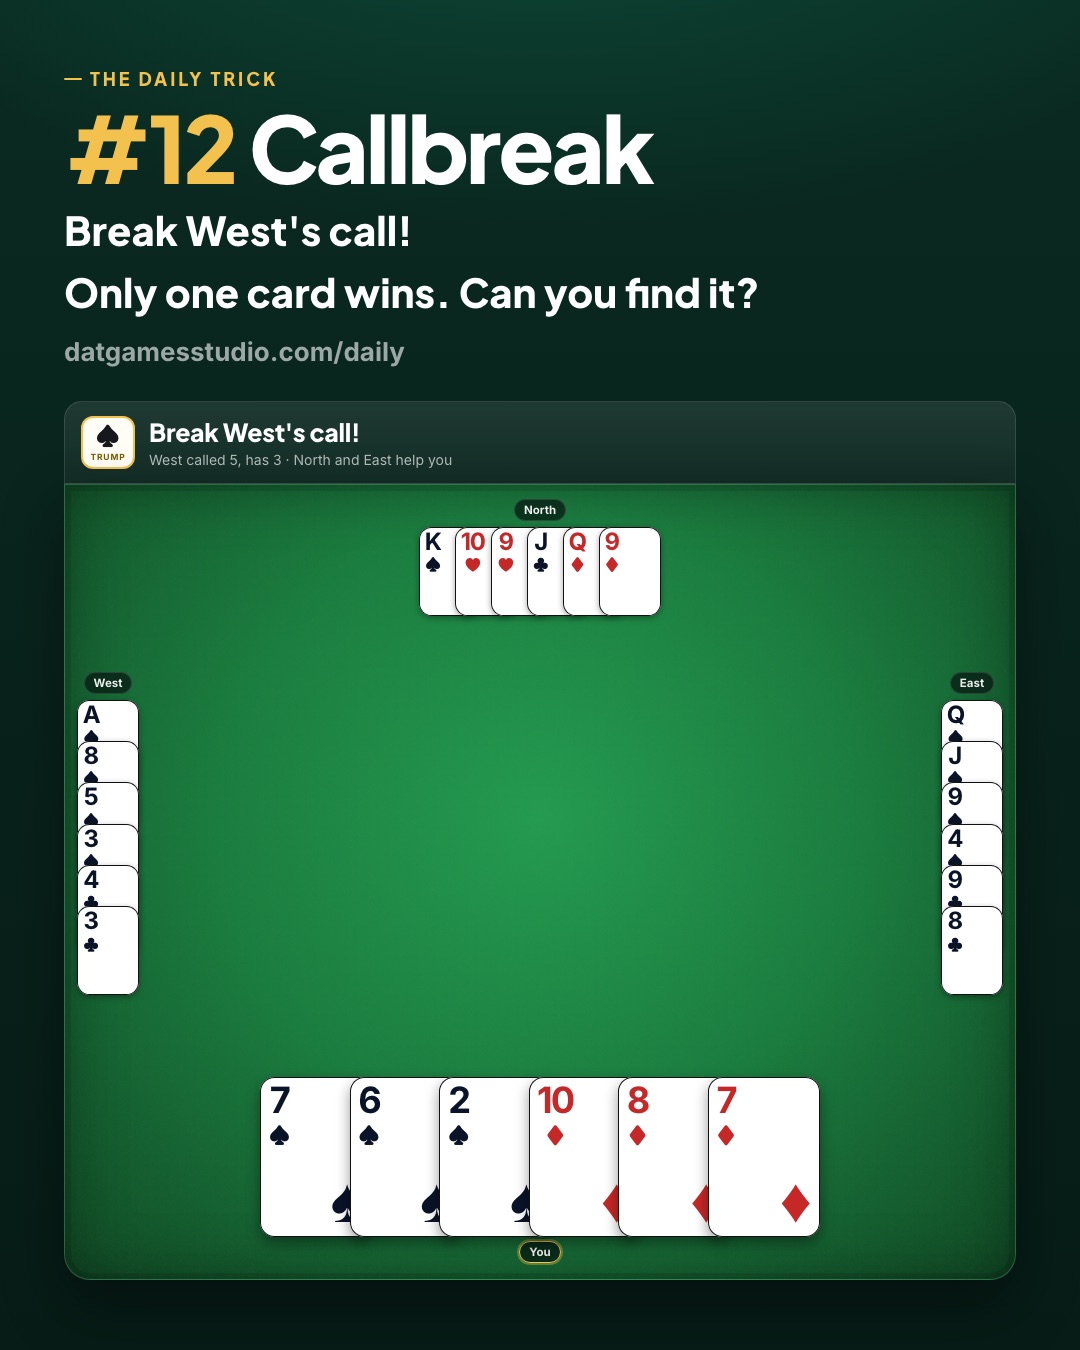 — THE DAILY TRICK
#12 Callbreak
Break West's call!
Only one card wins. Can you find it?
datgamesstudio.com/daily
TRUMP
Break West's call!
West called 5, has 3 · North and East help you
North
K 10 9 J Q 9
West
A
8
5
3
4
3
East
Q
J
9
4
9
8
7 6 2 10 8 7
You